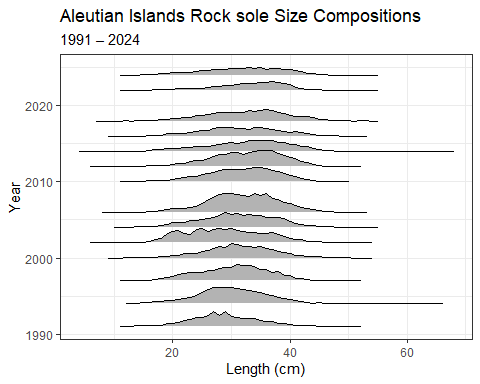 Aleutian Islands Rock sole Size Compositions
1991 – 2024
2020
2010
2000
1990
Year
20 40 60
Length (cm)